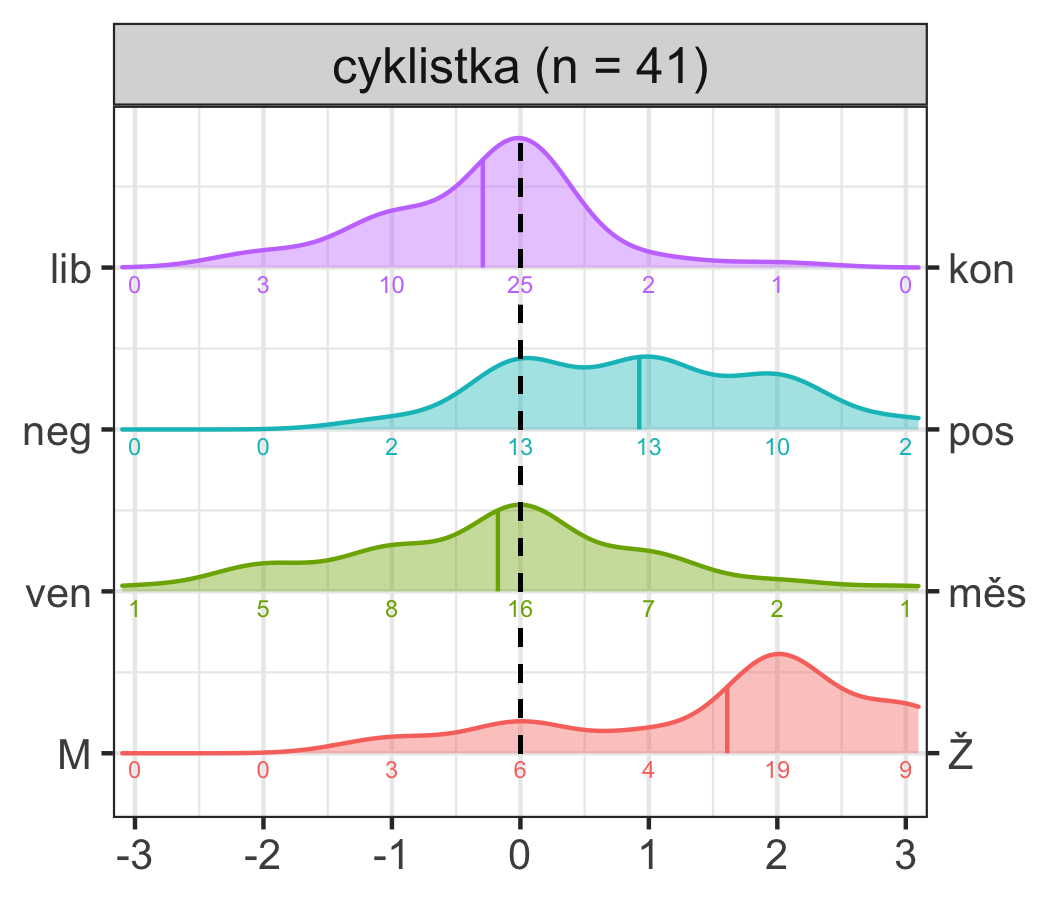 cyklistka (n = 41)
lib kon
0 3 10 25 2 1 0
neg pos
0 0 2 13 13 10 2
ven měs
1 5 8 16 7 2 1
M Ž
0 0 3 6 4 19 9
-3 -2 -1 0 1 2 3